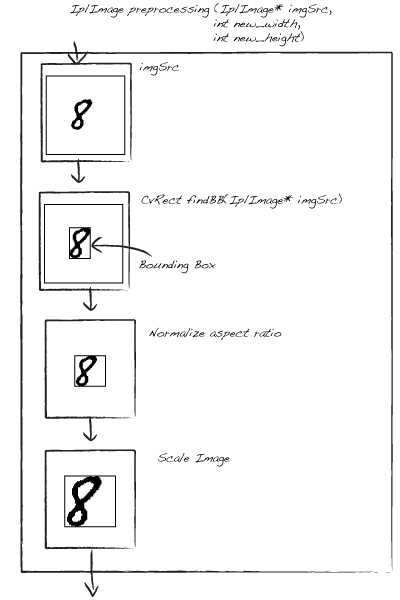 IplImage preprocessing (IplImage* imgSrc,
int new_width,
int new_height)
imgSrc
8
CvRect findBB(IplImage* imgSrc)
8
Bounding Box
Normalize aspect ratio
8
Scale Image
8